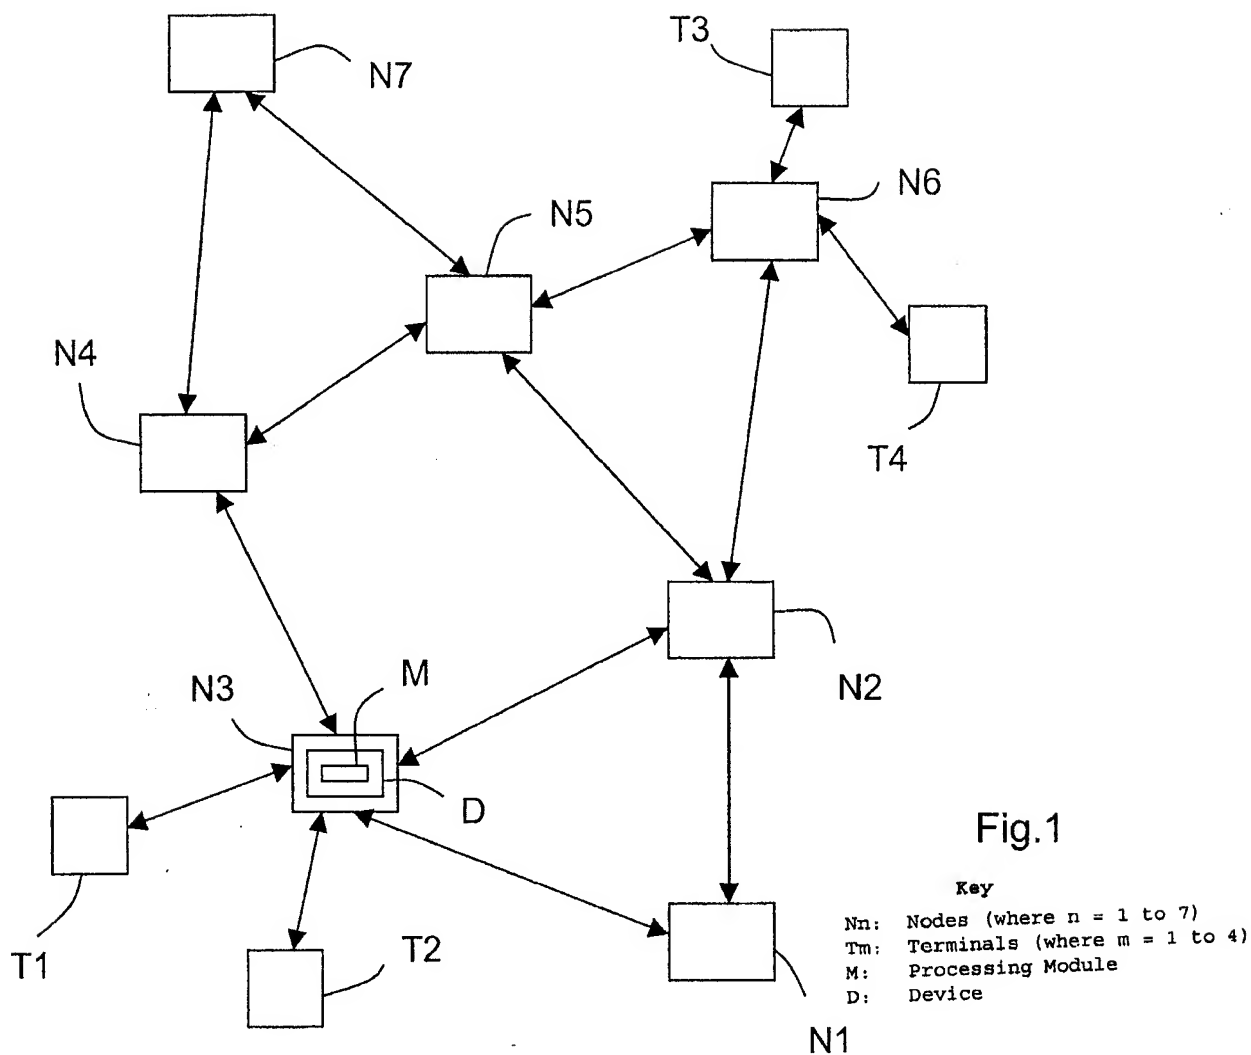 T3
N7
N6
N5
N4
T4
M
N3
N2
D
Fig.1
Key
Nn: Nodes (where n = 1 to 7)
Tm: Terminals (where m = 1 to 4)
M: Processing Module
D: Device
T2
T1
N1